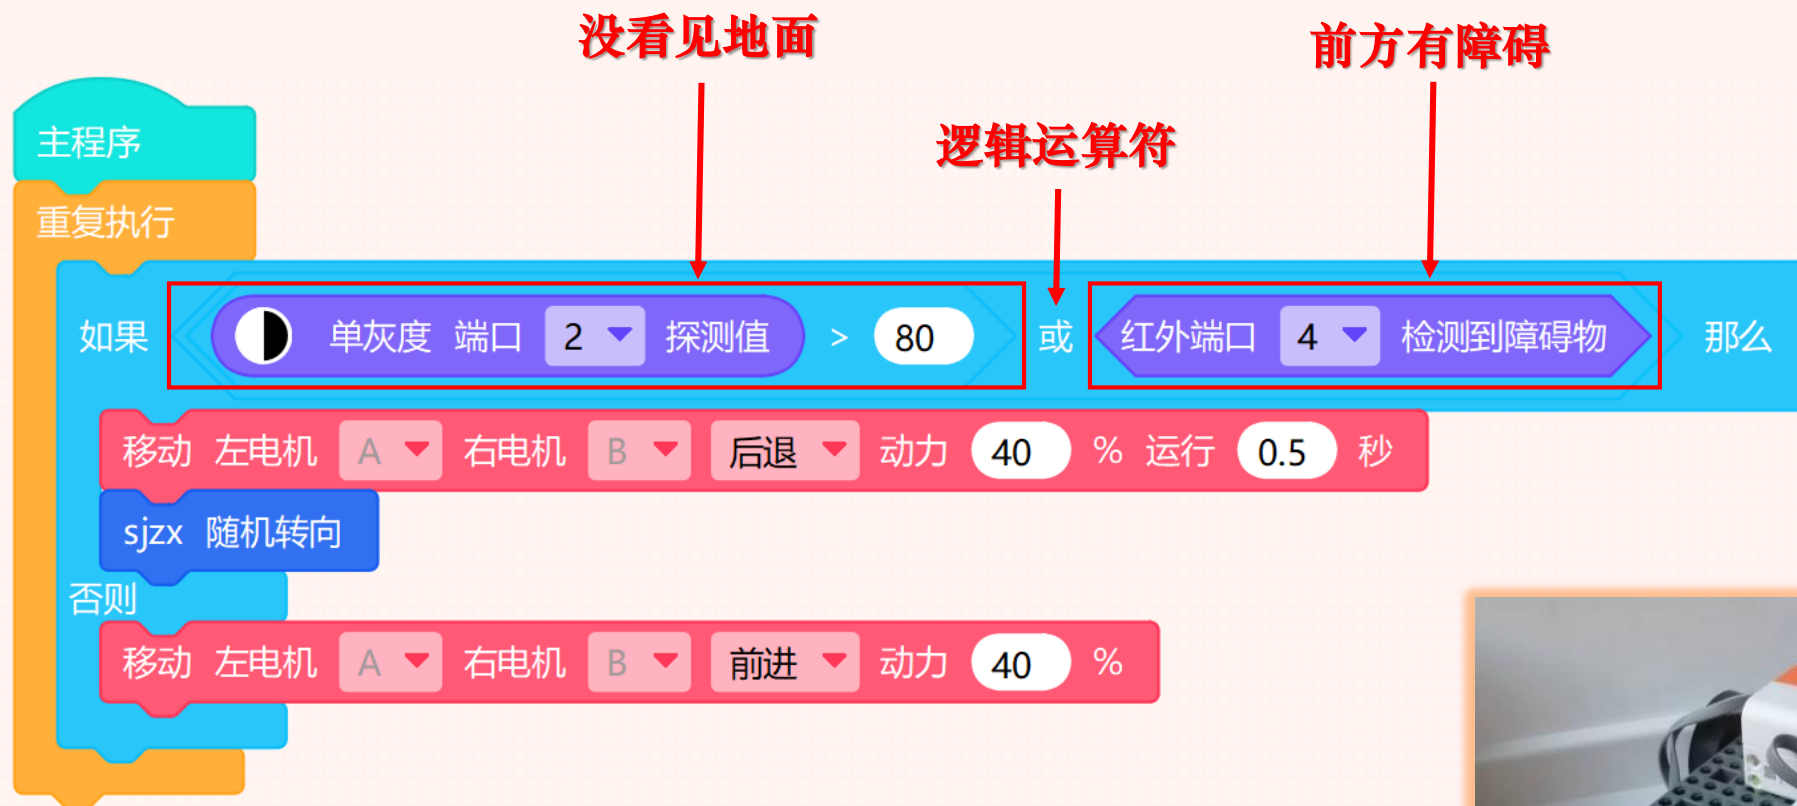 没看见地面
前方有障碍
逻辑运算符
主程序
重复执行
如果 单灰度 端口 2 探测值 > 80 或 红外端口 4 检测到障碍物 那么
移动 左电机 A 右电机 B 后退 动力 40 % 运行 0.5 秒
sjzx 随机转向
否则
移动 左电机 A 右电机 B 前进 动力 40 %